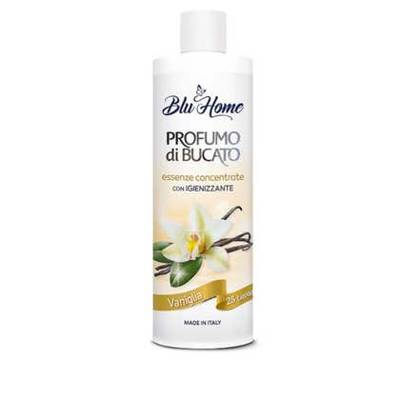 Blu Home
PROFUMO
di BUCATO
essenze concentrate
CON IGIENIZZANTE
Vaniglia
25
MADE IN ITALY